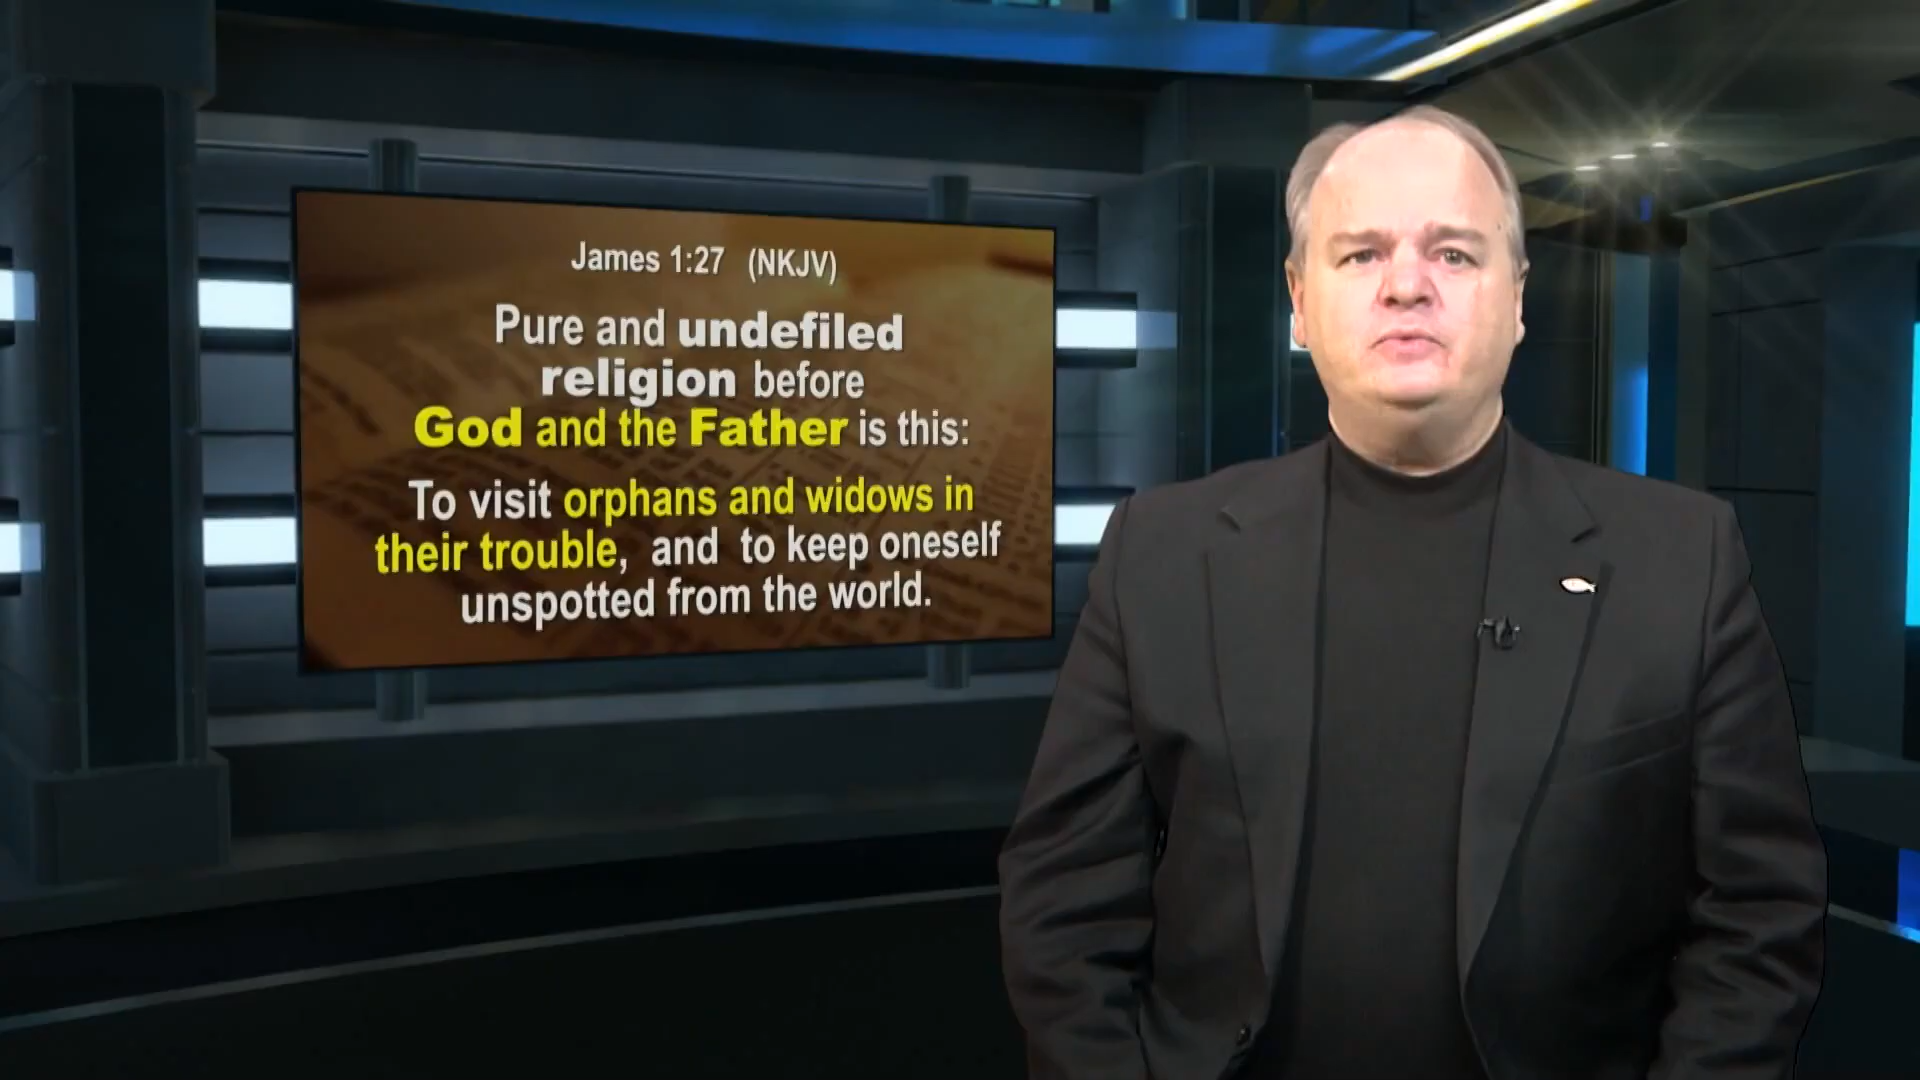 James 1:27 (NKJV)
Pure and undefiled
religion before
God and the Father is this:
To visit orphans and widows in
their trouble, and to keep oneself
unspotted from the world.